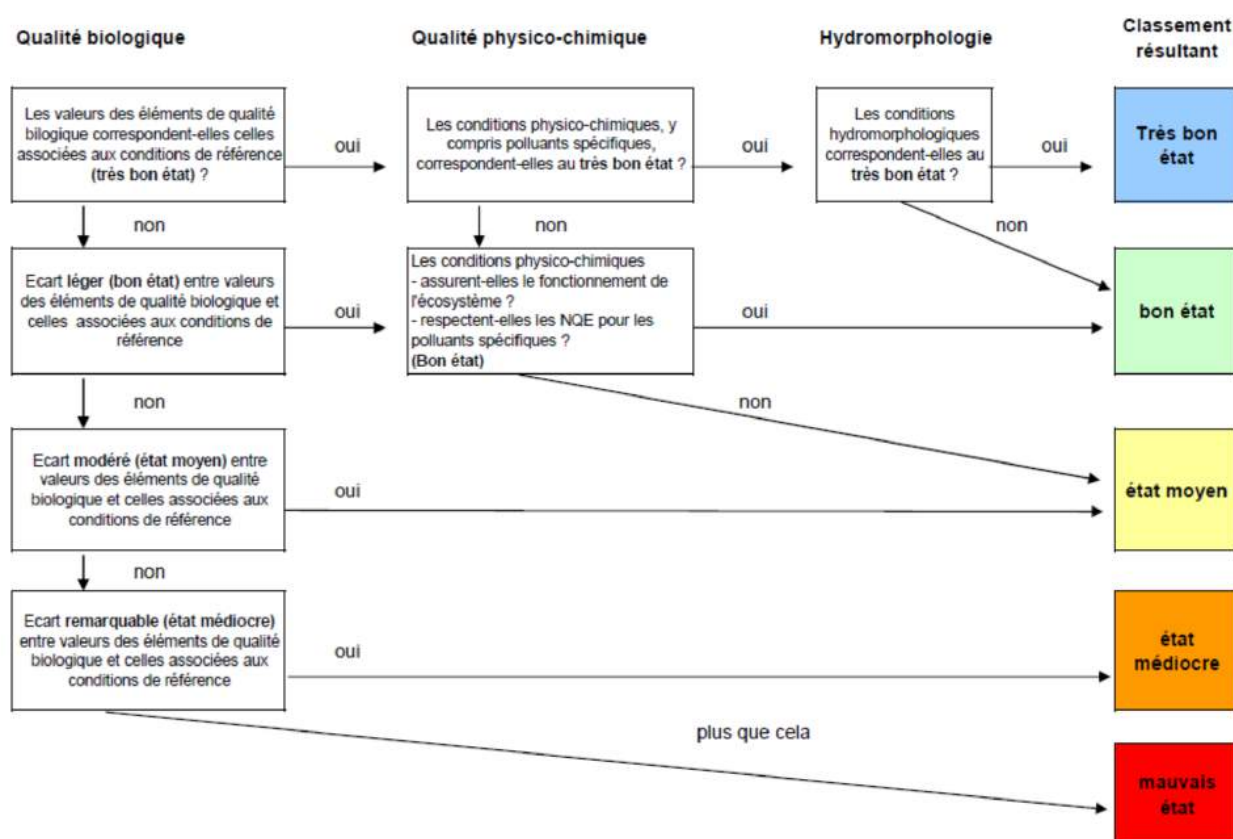 Qualité biologique
Qualité physico-chimique
Hydromorphologie
Classement
résultant
Les valeurs des éléments de qualité
bilogique correspondent-elles celles
associées aux conditions de référence
(très bon état) ?
oui
Les conditions physico-chimiques, y
compris polluants spécifiques,
correspondent-elles au très bon état ?
oui
Les conditions
hydromorphologiques
correspondent-elles au
très bon état ?
oui
Très bon
état
non
non
non
Ecart léger (bon état) entre valeurs
des éléments de qualité biologique et
celles associées aux conditions de
référence
oui
Les conditions physico-chimiques
- assurent-elles le fonctionnement de
l'écosystème ?
- respectent-elles les NQE pour les
polluants spécifiques ?
(Bon état)
oui
bon état
non
non
Ecart modéré (état moyen) entre
valeurs des éléments de qualité
biologique et celles associées aux
conditions de référence
oui
état moyen
non
Ecart remarquable (état médiocre)
entre valeurs des éléments de qualité
biologique et celles associées aux
conditions de référence
oui
état
médiocre
plus que cela
mauvais
état